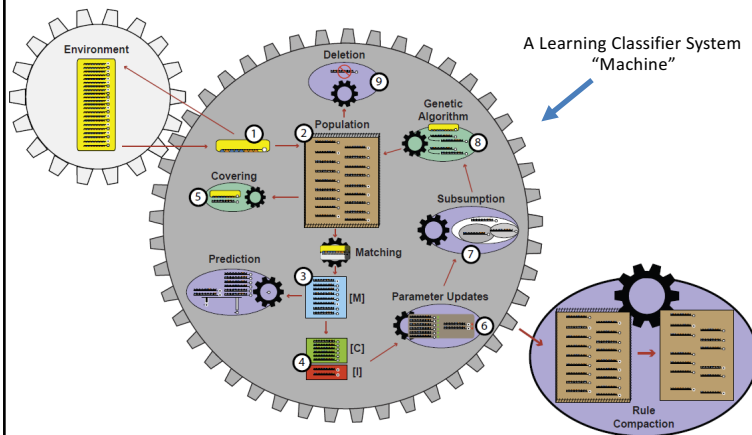 A Learning Classifier System
“Machine”
Environment
Deletion
9
Genetic
Algorithm
1
2
Population
8
Covering
5
Subsumption
7
Matching
Prediction
3
[M]
Parameter Updates
6
4
[C]
[I]
Rule
Compaction